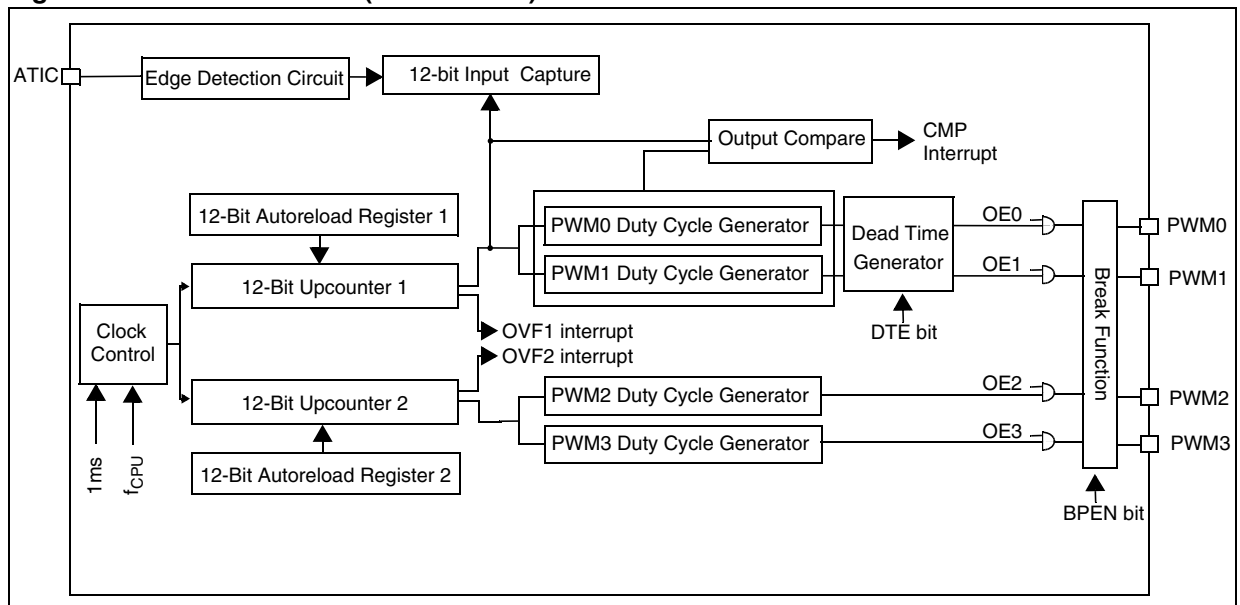 ATIC
Edge Detection Circuit
12-bit Input Capture
Output Compare
CMP
Interrupt
12-Bit Autoreload Register 1
PWM0 Duty Cycle Generator
PWM1 Duty Cycle Generator
Dead Time
Generator
OE0
OE1
PWM0
PWM1
12-Bit Upcounter 1
Clock
Control
OVF1 interrupt
OVF2 interrupt
DTE bit
Break Function
12-Bit Upcounter 2
PWM2 Duty Cycle Generator
PWM3 Duty Cycle Generator
OE2
OE3
PWM2
PWM3
12-Bit Autoreload Register 2
1ms
fCPU
BPEN bit